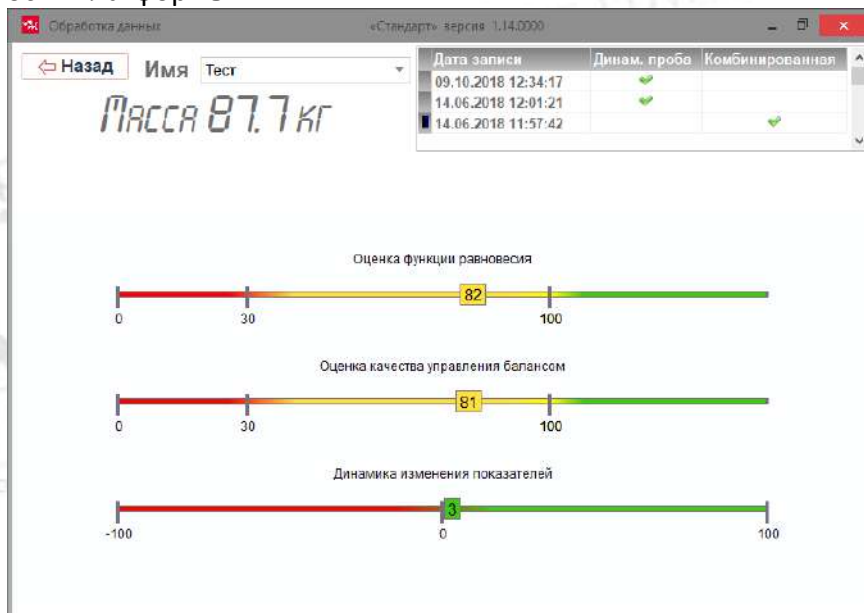 Обработка данных «Стандарт» версия 1.14.0000
Назад Имя Тест
Масса 87.7 кг
Дата записи Динам. проба Комбинированная
09.10.2018 12:34:17
14.06.2018 12:01:21
14.06.2018 11:57:42
Оценка функции равновесия
82
0 30 100
Оценка качества управления балансом
81
0 30 100
Динамика изменения показателей
3
-100 0 100